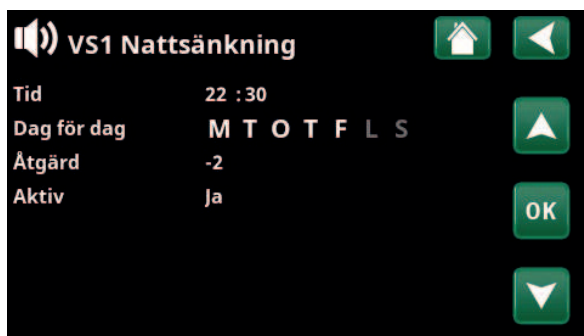 VS1 Nattsänkning
Tid 22 :30
Dag för dag M T O T F L S
Åtgärd -2
Aktiv Ja
OK